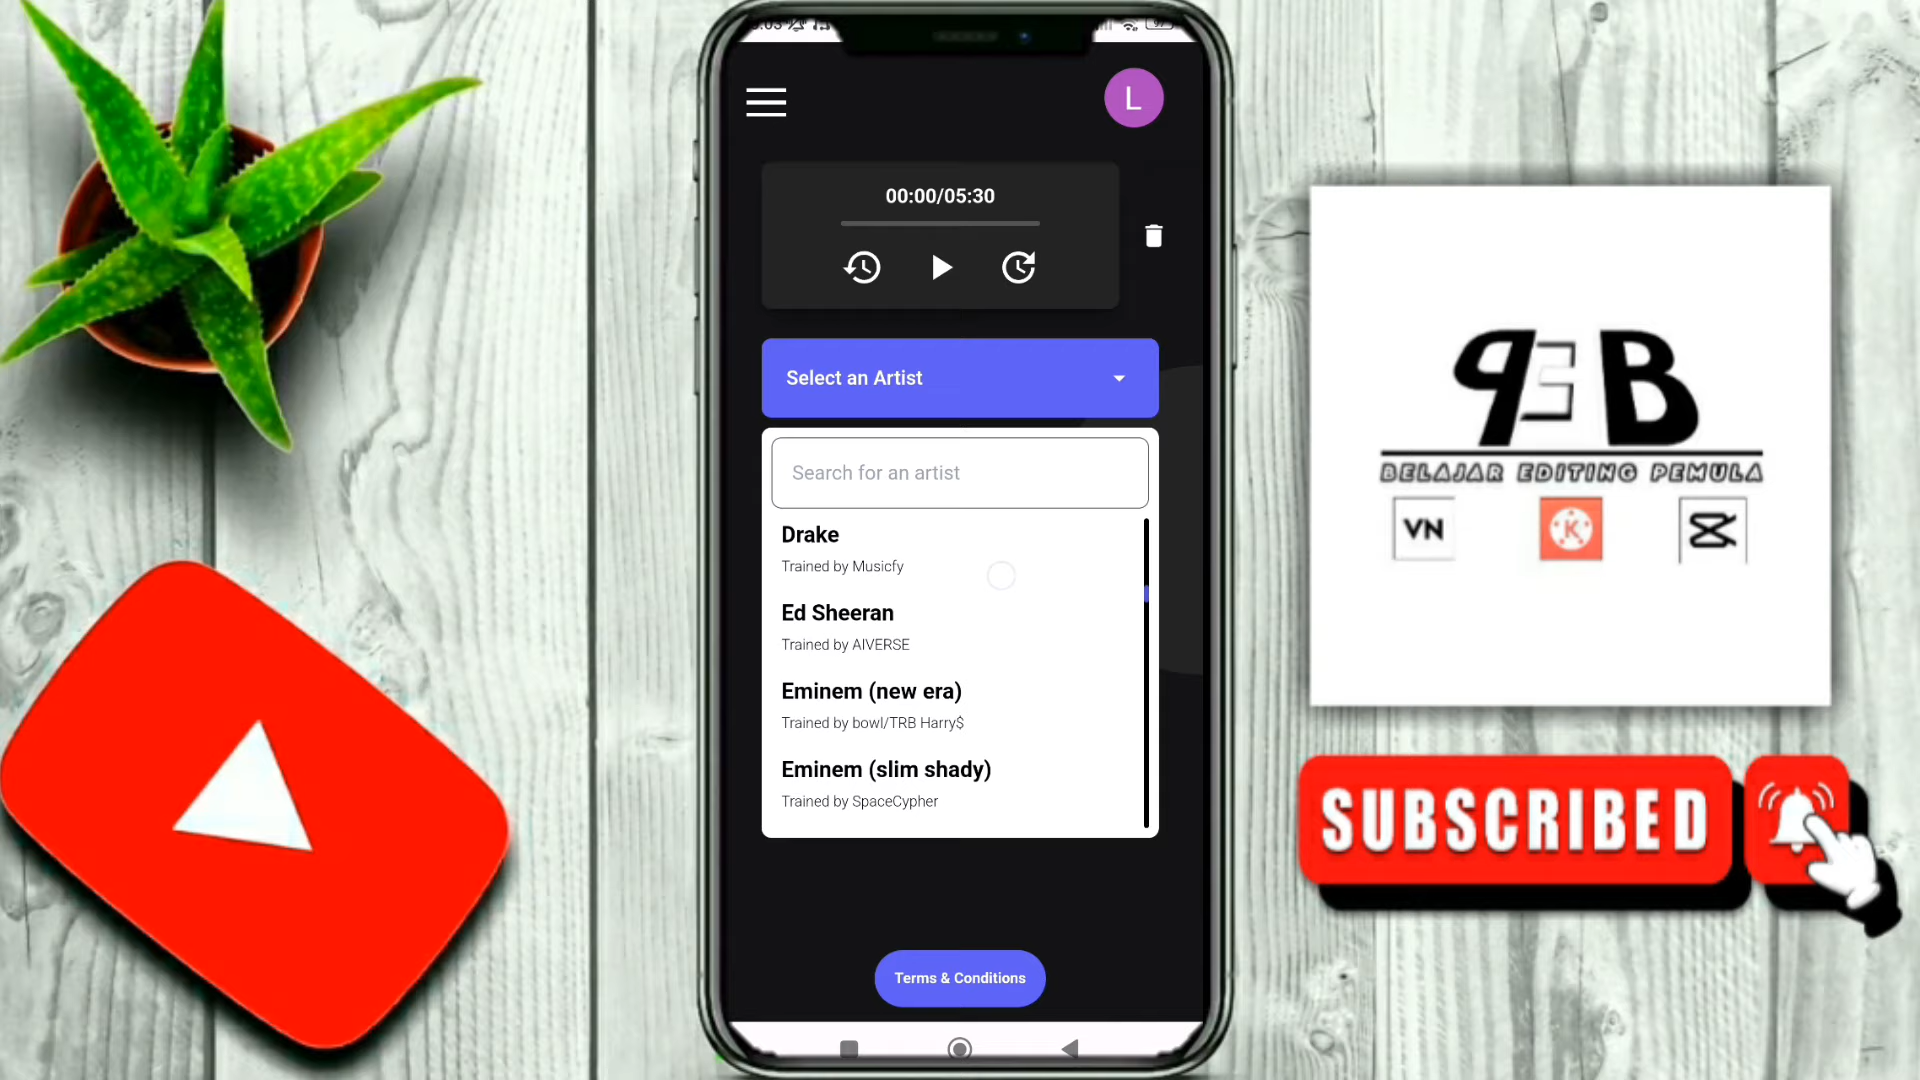 L
00:00/05:30
Select an Artist
Search for an artist
Drake
Trained by Musicfy
Ed Sheeran
Trained by AIVERSE
Eminem (new era)
Trained by bowl/TRB Harry$
Eminem (slim shady)
Trained by SpaceCypher
Terms & Conditions
BELAJAR EDITING PEMULA
VN
K
SUBSCRIBED